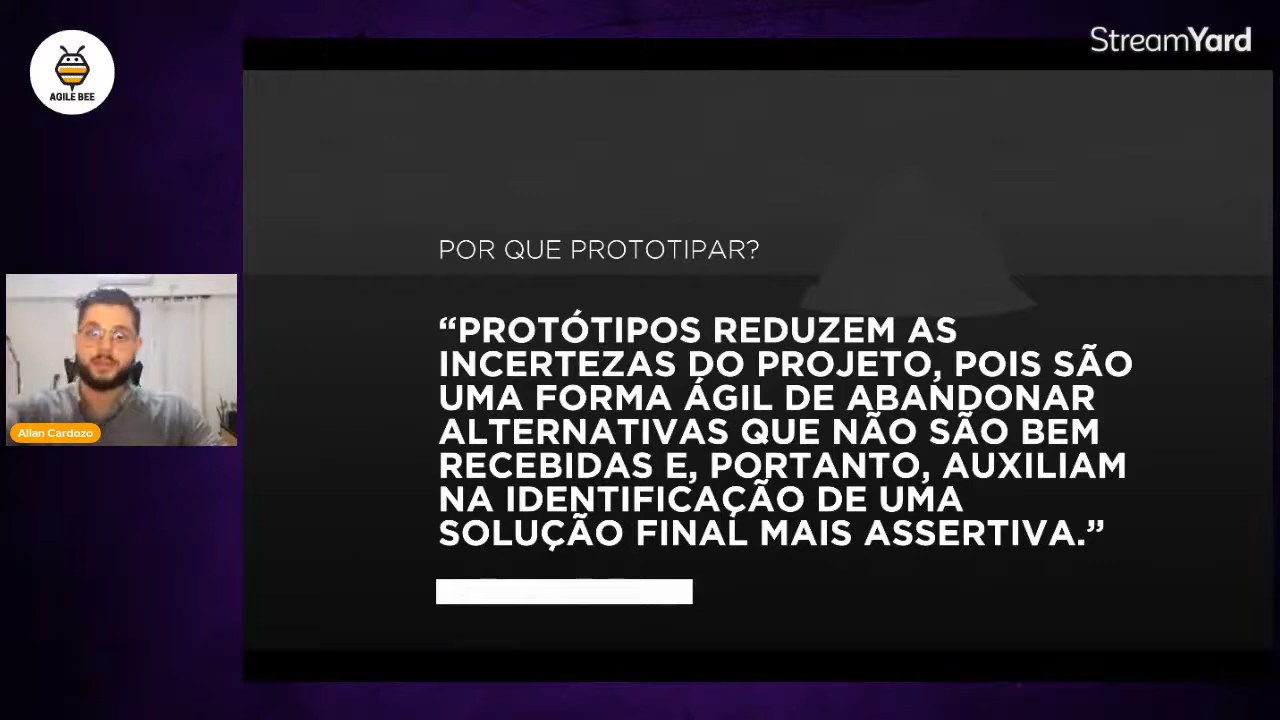 AGILE BEE
StreamYard
POR QUE PROTOTIPAR?
“PROTÓTIPOS REDUZEM AS
INCERTEZAS DO PROJETO, POIS SÃO
UMA FORMA ÁGIL DE ABANDONAR
ALTERNATIVAS QUE NÃO SÃO BEM
RECEBIDAS E, PORTANTO, AUXILIAM
NA IDENTIFICAÇÃO DE UMA
SOLUÇÃO FINAL MAIS ASSERTIVA.”
Allan Cardozo